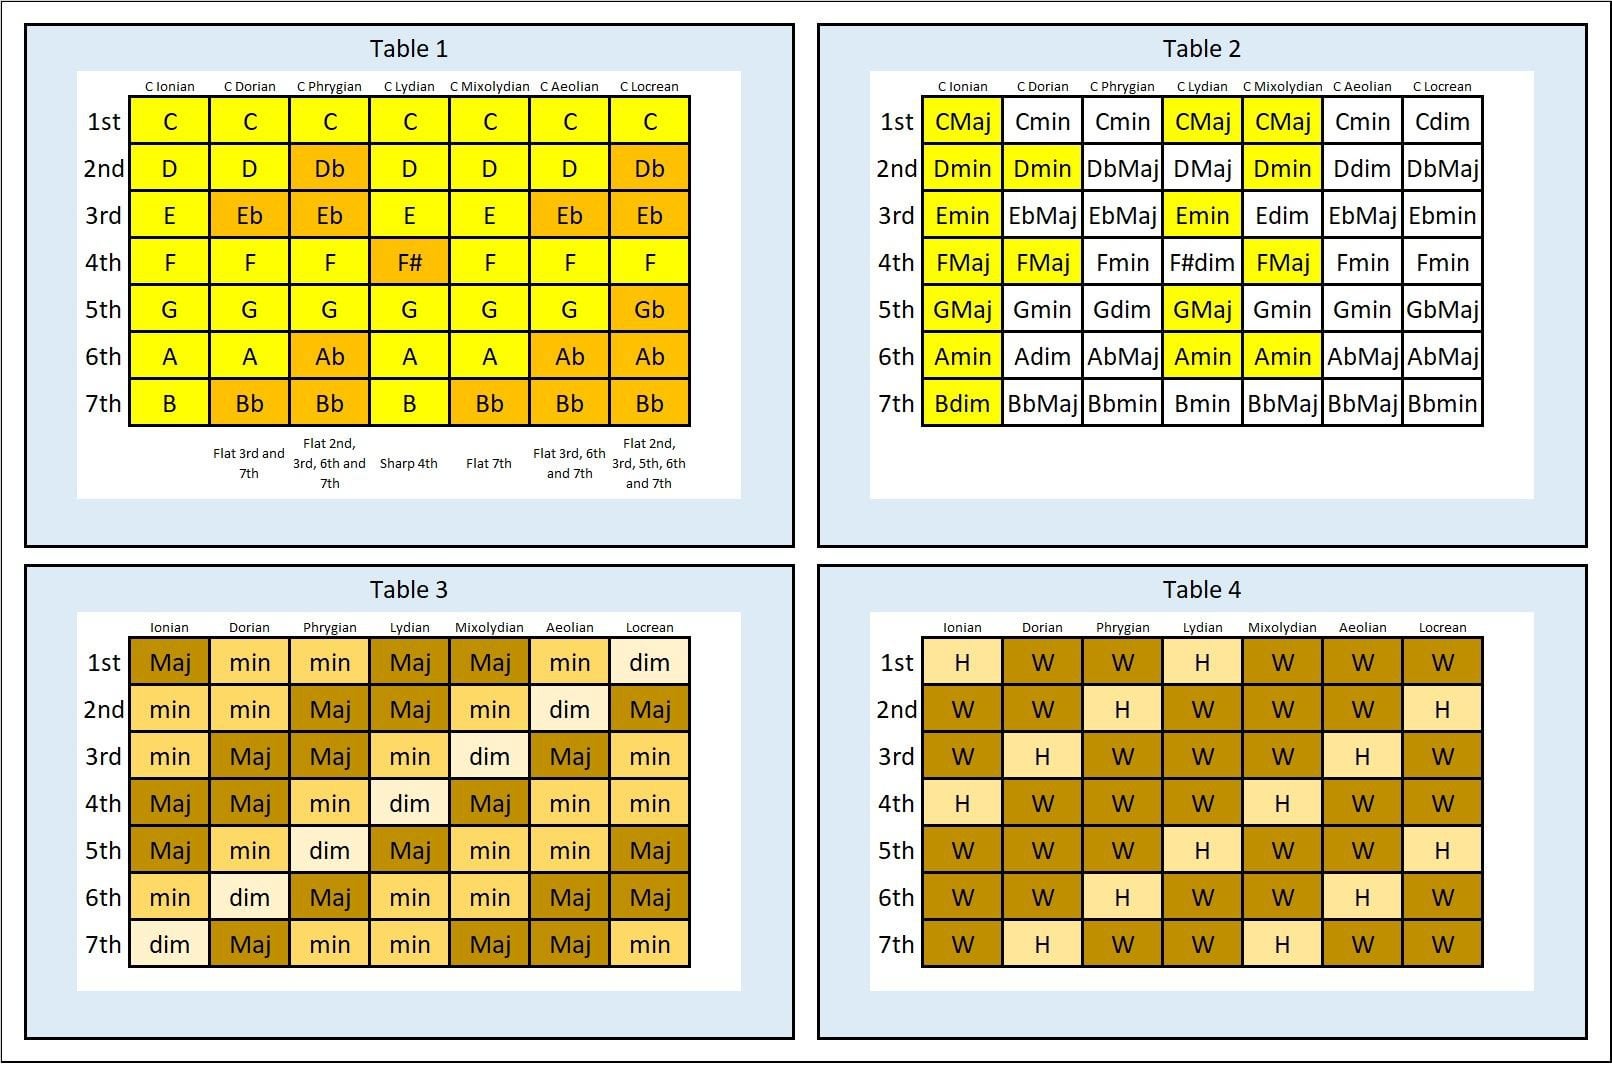 Table 1
C Ionian C Dorian C Phrygian C Lydian C Mixolydian C Aeolian C Locrean
1st C C C C C C C
2nd D D Db D D D Db
3rd E Eb Eb E E Eb Eb
4th F F F F# F F F
5th G G G G G G Gb
6th A A Ab A A Ab Ab
7th B Bb Bb B Bb Bb Bb
Flat 3rd and 7th
Flat 2nd, 3rd, 6th and 7th
Sharp 4th
Flat 7th
Flat 3rd, 6th and 7th
Flat 2nd, 3rd, 5th, 6th and 7th
Table 2
C Ionian C Dorian C Phrygian C Lydian C Mixolydian C Aeolian C Locrean
1st CMaj Cmin Cmin CMaj CMaj Cmin Cdim
2nd Dmin Dmin DbMaj DMaj Dmin Ddim DbMaj
3rd Emin EbMaj EbMaj Emin Edim EbMaj Ebmin
4th FMaj FMaj Fmin F#dim FMaj Fmin Fmin
5th GMaj Gmin Gdim GMaj Gmin Gmin GbMaj
6th Amin Adim AbMaj Amin Amin AbMaj AbMaj
7th Bdim BbMaj Bbmin Bmin BbMaj BbMaj Bbmin
Table 3
Ionian Dorian Phrygian Lydian Mixolydian Aeolian Locrean
1st Maj min min Maj Maj min dim
2nd min min Maj Maj min dim Maj
3rd min Maj Maj min dim Maj min
4th Maj Maj min dim Maj min min
5th Maj min dim Maj min min Maj
6th min dim Maj min min Maj Maj
7th dim Maj min min Maj Maj min
Table 4
Ionian Dorian Phrygian Lydian Mixolydian Aeolian Locrean
1st H W W H W W W
2nd W W H W W W H
3rd W H W W W H W
4th H W W W H W W
5th W W W H W W H
6th W W H W W H W
7th W H W W H W W